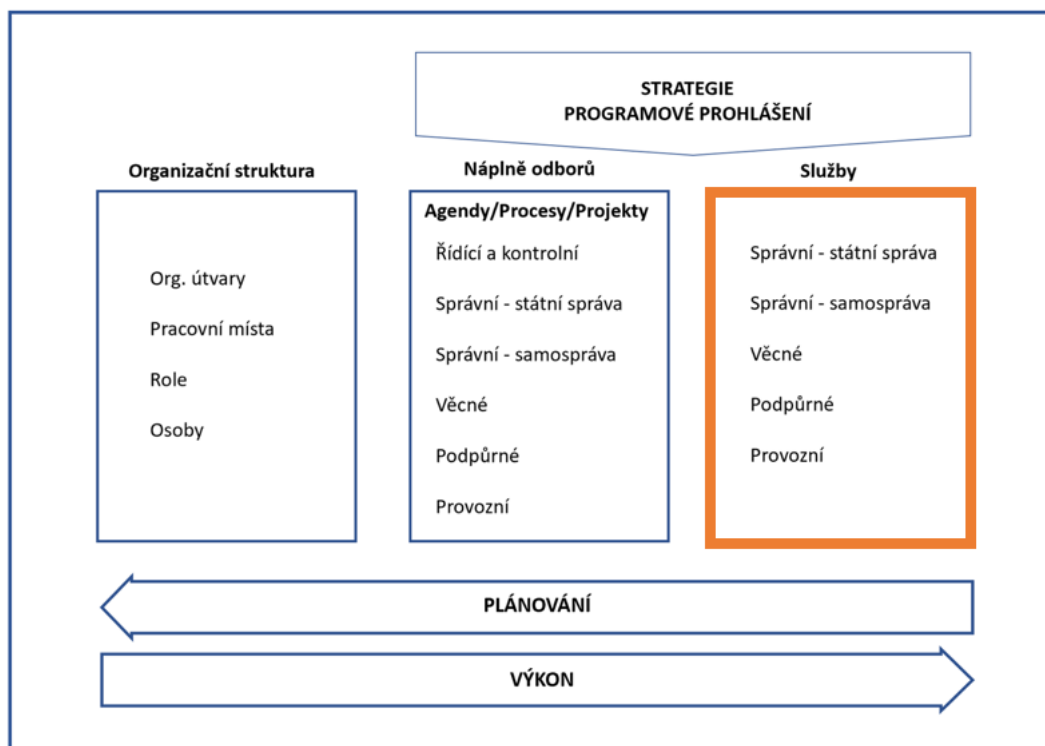 STRATEGIE
PROGRAMOVÉ PROHLÁŠENÍ
Organizační struktura
Org. útvary
Pracovní místa
Role
Osoby
Náplně odborů
Agendy/Procesy/Projekty
Řídící a kontrolní
Správní - státní správa
Správní - samospráva
Věcné
Podpůrné
Provozní
Služby
Správní - státní správa
Správní - samospráva
Věcné
Podpůrné
Provozní
PLÁNOVÁNÍ
VÝKON